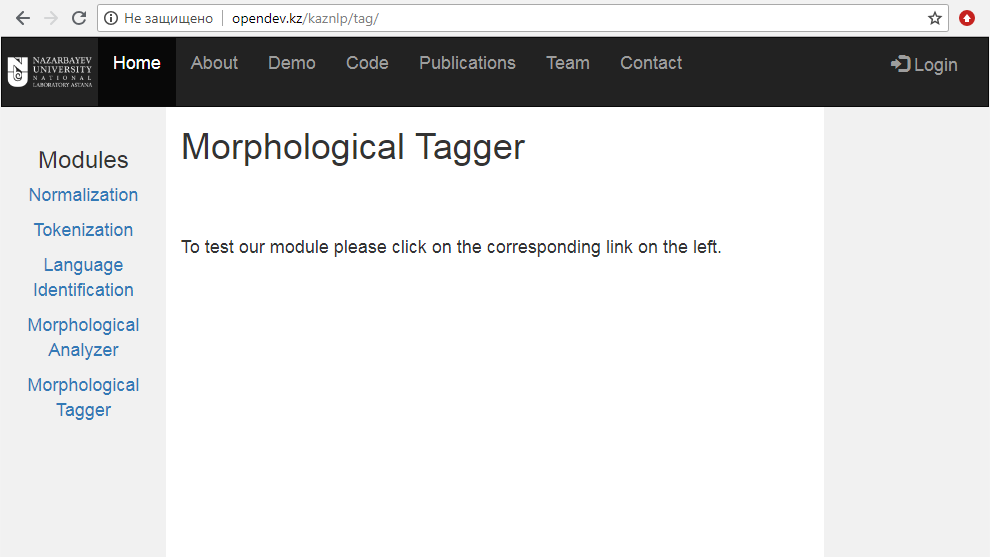 Не защищено opendev.kz/kaznlp/tag/
NAZARBAYEV
UNIVERSITY
NATIONAL
LABORATORY ASTANA
Home About Demo Code Publications Team Contact Login
Modules
Normalization
Tokenization
Language
Identification
Morphological
Analyzer
Morphological
Tagger
Morphological Tagger
To test our module please click on the corresponding link on the left.